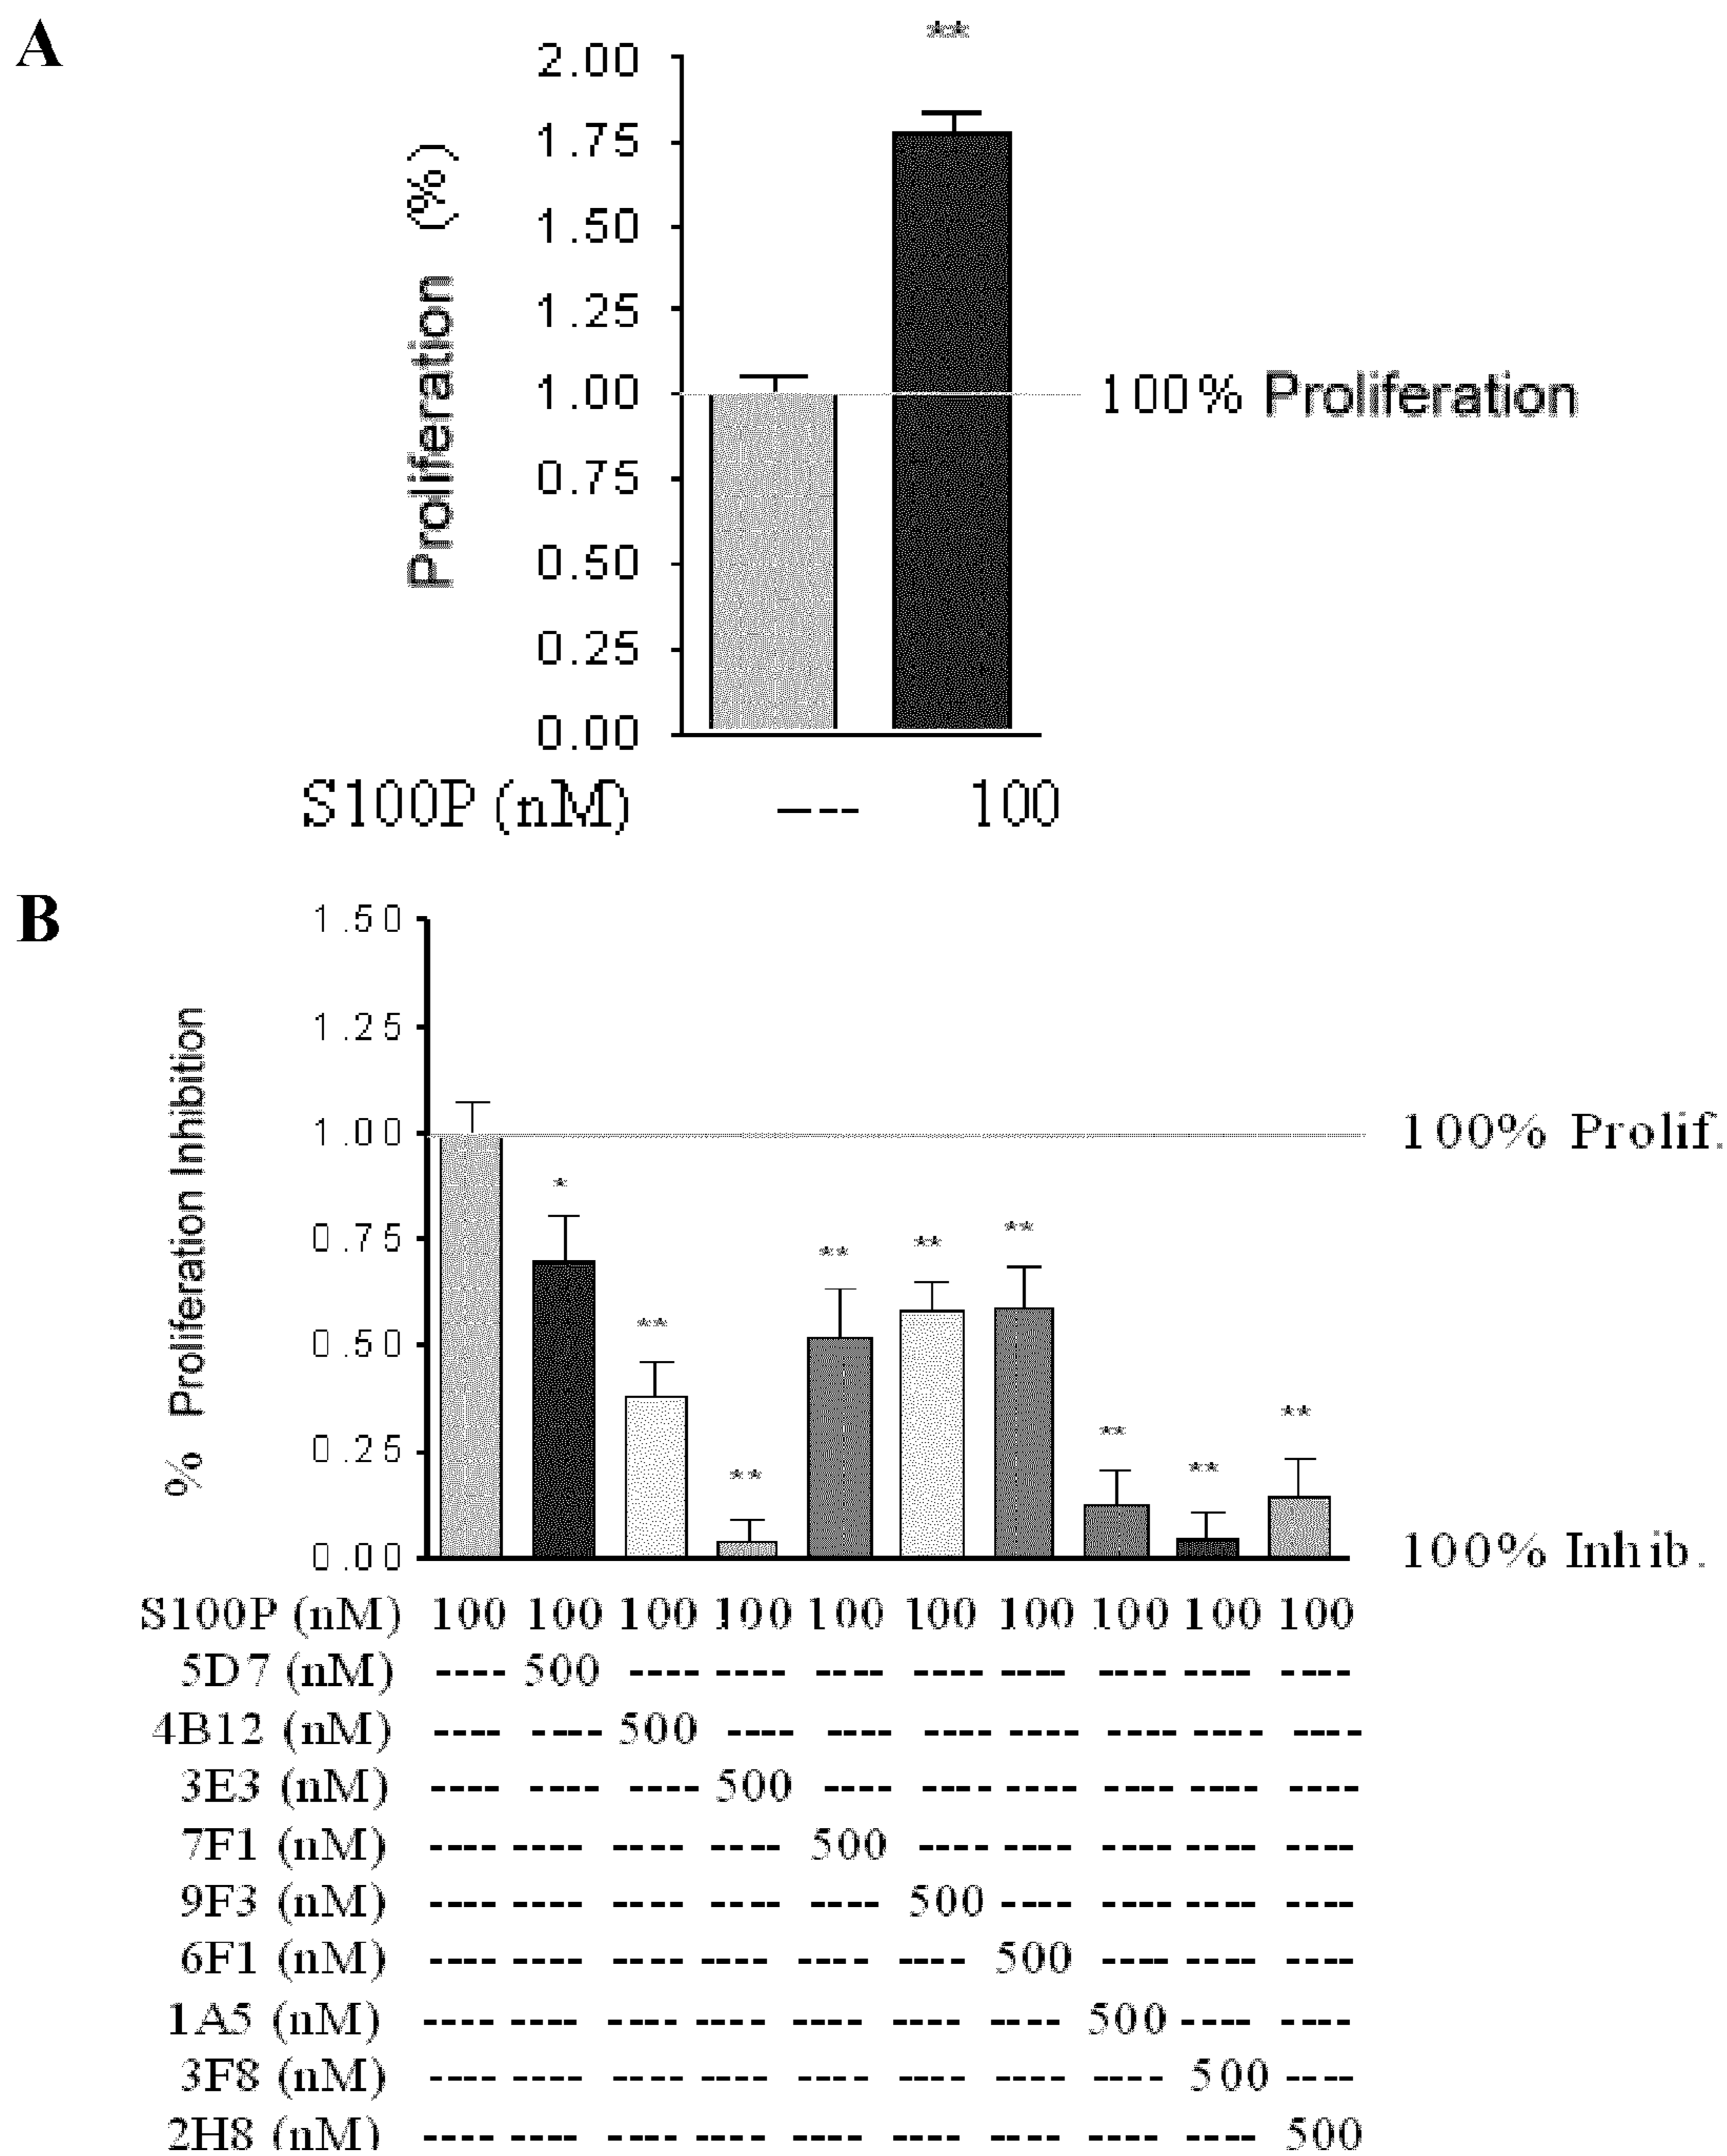 A
**
2.00
1.75
1.50
1.25
1.00
0.75
0.50
0.25
0.00
Proliferation (%)
100% Proliferation
S100P (nM) --- 100
B
1.50
1.25
1.00
0.75
0.50
0.25
0.00
% Proliferation Inhibition
100% Prolif.
* ** ** ** ** ** ** ** **
100% Inhib.
S100P (nM) 100 100 100 100 100 100 100 100 100 100
5D7 (nM) ---- 500 ---- ---- ---- ---- ---- ---- ---- ----
4B12 (nM) ---- ---- 500 ---- ---- ---- ---- ---- ---- ----
3E3 (nM) ---- ---- ---- 500 ---- ---- ---- ---- ---- ----
7F1 (nM) ---- ---- ---- ---- 500 ---- ---- ---- ---- ----
9F3 (nM) ---- ---- ---- ---- ---- 500 ---- ---- ---- ----
6F1 (nM) ---- ---- ---- ---- ---- ---- 500 ---- ---- ----
1A5 (nM) ---- ---- ---- ---- ---- ---- ---- 500 ---- ----
3F8 (nM) ---- ---- ---- ---- ---- ---- ---- ---- 500 ----
2H8 (nM) ---- ---- ---- ---- ---- ---- ---- ---- ---- 500